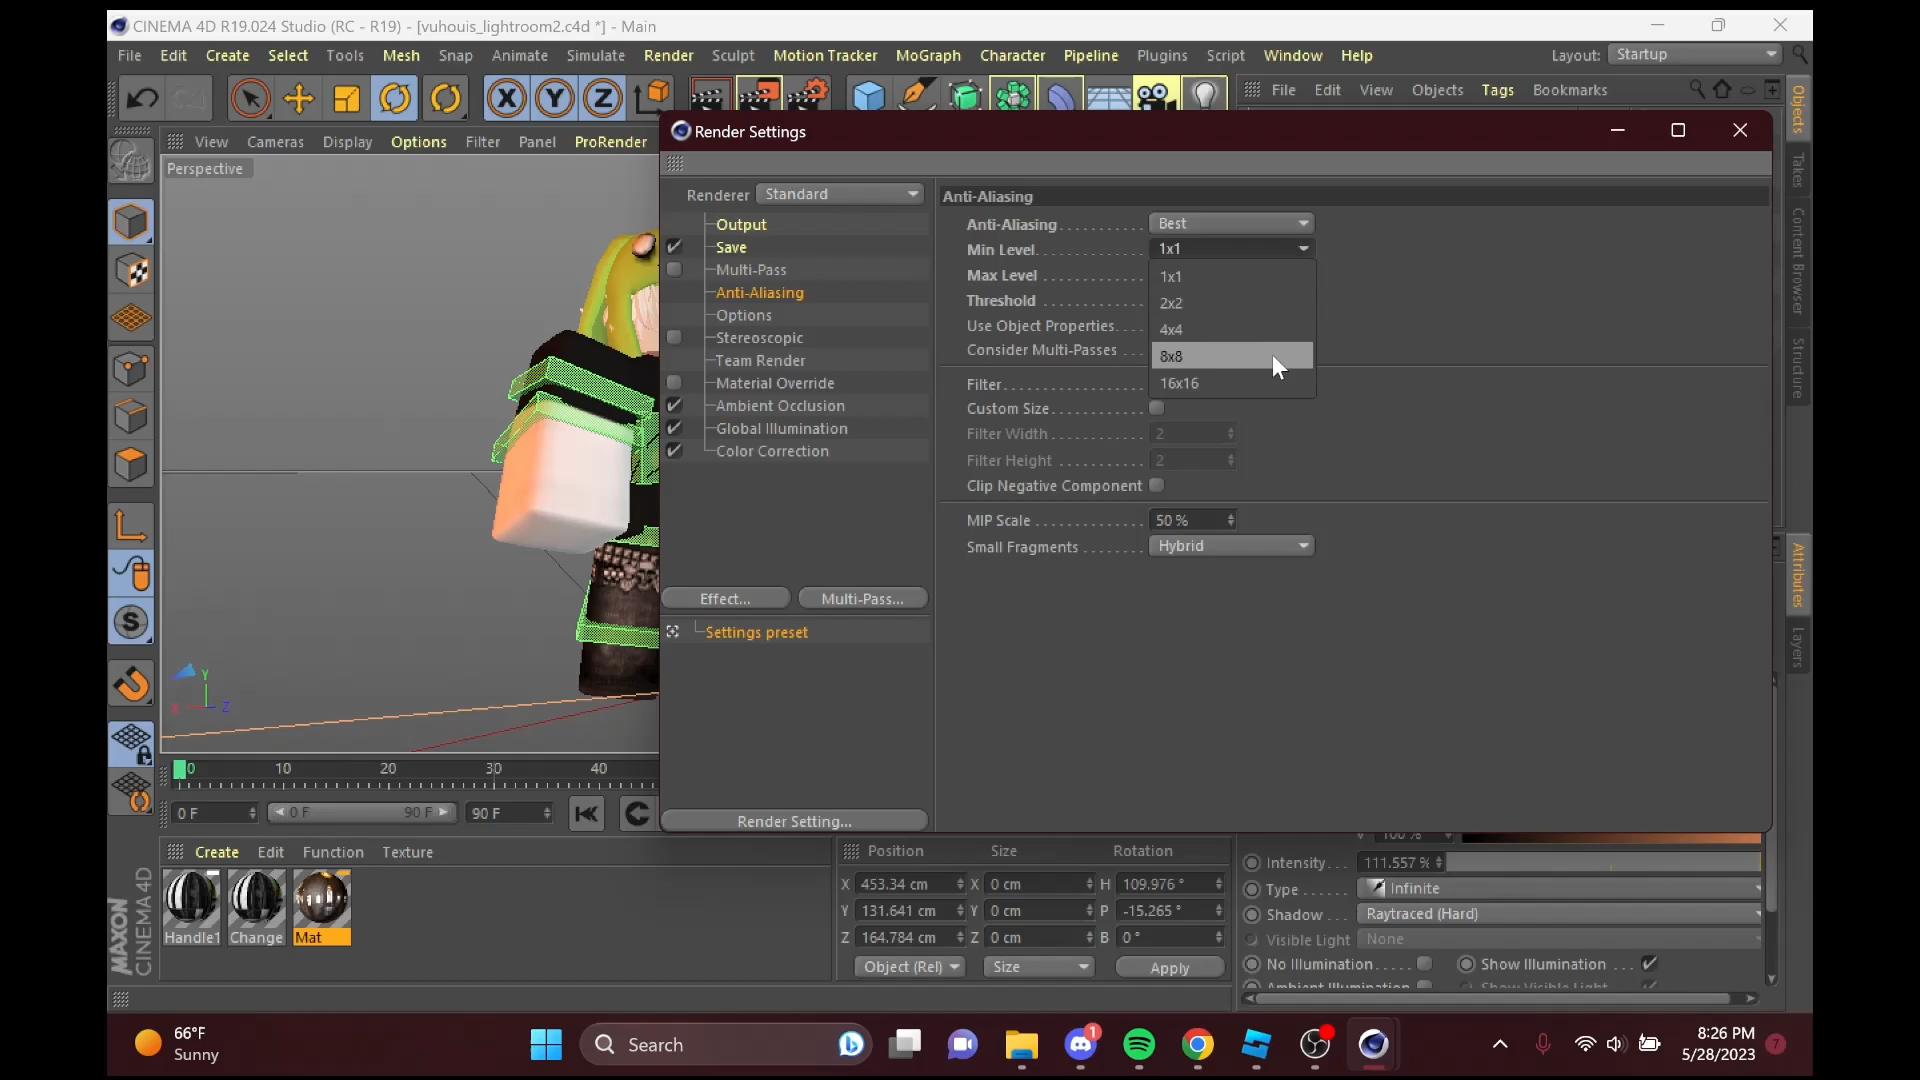 CINEMA 4D R19.024 Studio (RC - R19) - [vuhouis_lightroom2.c4d *] - Main
File Edit Create Select Tools Mesh Snap Animate Simulate Render Sculpt Motion Tracker MoGraph Character Pipeline Plugins Script Window Help Layout: Startup
X Y Z
File Edit View Objects Tags Bookmarks
View Cameras Display Options Filter Panel ProRender
Perspective
Render Settings
Renderer Standard
Output
Save
Multi-Pass
Anti-Aliasing
Options
Stereoscopic
Team Render
Material Override
Ambient Occlusion
Global Illumination
Color Correction
Effect...
Multi-Pass...
Settings preset
Render Setting...
Anti-Aliasing
Anti-Aliasing Best
Min Level 1x1
Max Level 1x1
Threshold 2x2
Use Object Properties 4x4
Consider Multi-Passes 8x8
Filter 16x16
Custom Size
Filter Width 2
Filter Height 2
Clip Negative Component
MIP Scale 50 %
Small Fragments Hybrid
Objects
Takes
Content Browser
Structure
Attributes
Layers
Y
X Z
S
0 10 20 30 40
0 F 0 F 90 F 90 F
Create Edit Function Texture
Handle1 Change Mat
MAXON
CINEMA 4D
Position Size Rotation
X 453.34 cm X 0 cm H 109.976 °
Y 131.641 cm Y 0 cm P -15.265 °
Z 164.784 cm Z 0 cm B 0 °
Object (Rel) Size Apply
V 100 %
Intensity 111.557 %
Type Infinite
Shadow Raytraced (Hard)
Visible Light None
No Illumination Show Illumination
Ambient Illumination Show Visible Light
66°F
Sunny
Search
1
8:26 PM
5/28/2023
7